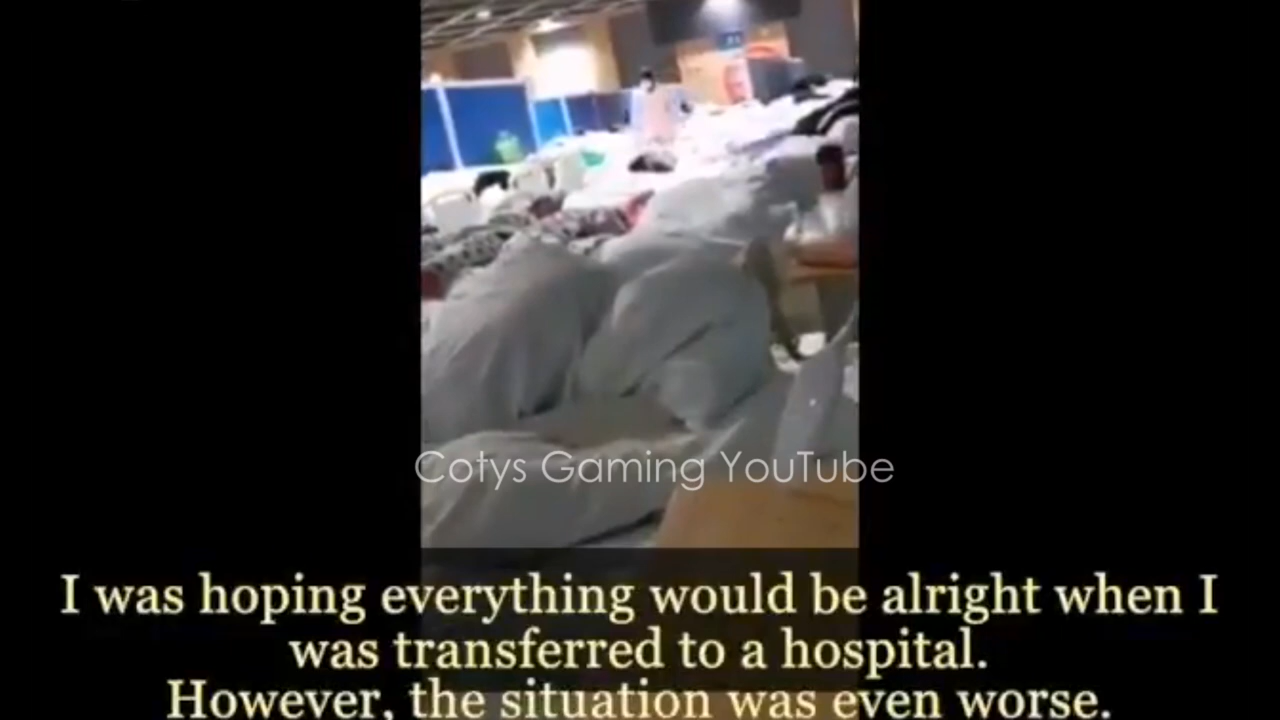 Cotys Gaming YouTube
I was hoping everything would be alright when I
was transferred to a hospital.
However, the situation was even worse.